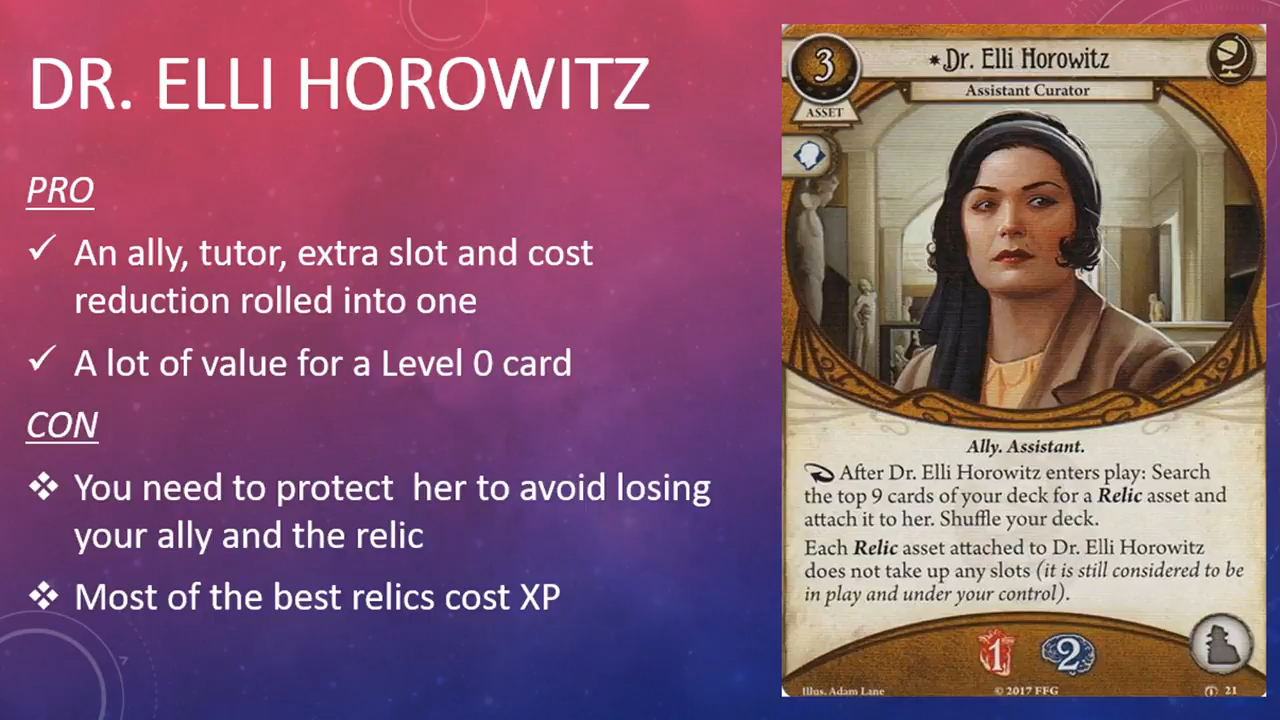 DR. ELLI HOROWITZ
PRO
An ally, tutor, extra slot and cost
reduction rolled into one
A lot of value for a Level 0 card
CON
You need to protect  her to avoid losing
your ally and the relic
Most of the best relics cost XP
3
Dr. Elli Horowitz
Assistant Curator
ASSET
Ally. Assistant.
After Dr. Elli Horowitz enters play: Search
the top 9 cards of your deck for a Relic asset and
attach it to her. Shuffle your deck.
Each Relic asset attached to Dr. Elli Horowitz
does not take up any slots (it is still considered to be
in play and under your control).
1 2
Illus. Adam Lane © 2017 FFG 21